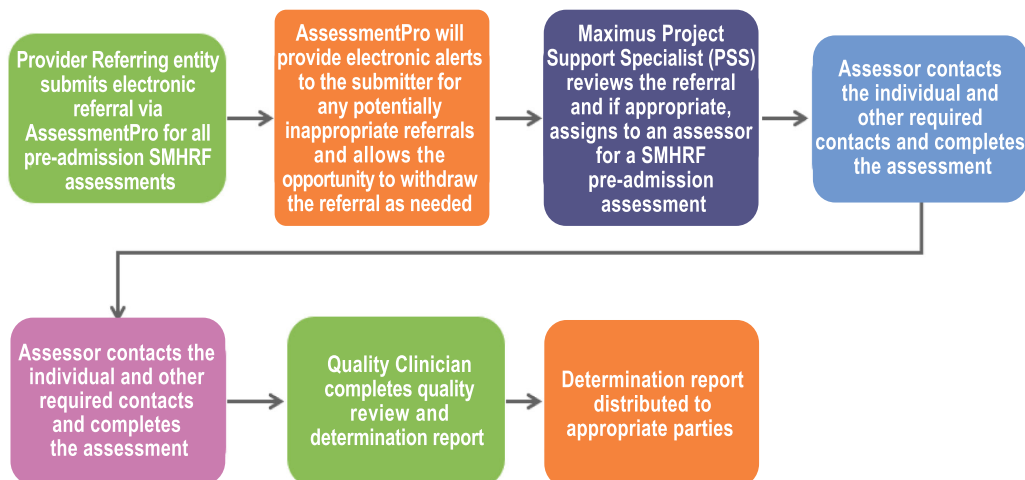 Provider Referring entity
submits electronic
referral via
AssessmentPro for all
pre-admission SMHRF
assessments
AssessmentPro will
provide electronic alerts
to the submitter for
any potentially
inappropriate referrals
and allows the
opportunity to withdraw
the referral as needed
Maximus Project
Support Specialist (PSS)
reviews the referral
and if appropriate,
assigns to an assessor
for a SMHRF
pre-admission
assessment
Assessor contacts
the individual and
other required
contacts and completes
the assessment
Assessor contacts the
individual and other
required contacts
and completes
the assessment
Quality Clinician
completes quality
review and
determination report
Determination report
distributed to
appropriate parties